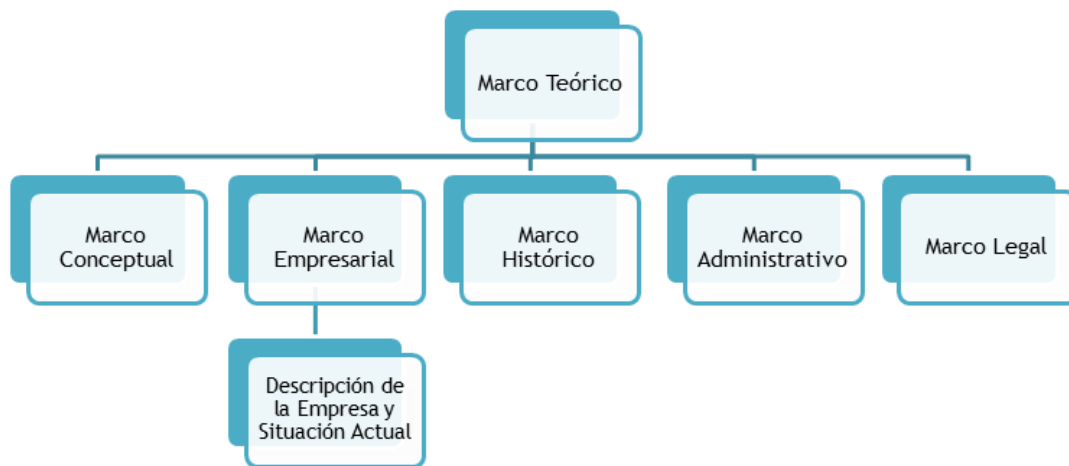 Marco Teórico
Marco
Conceptual
Marco
Empresarial
Marco
Histórico
Marco
Administrativo
Marco Legal
Descripción de
la Empresa y
Situación Actual